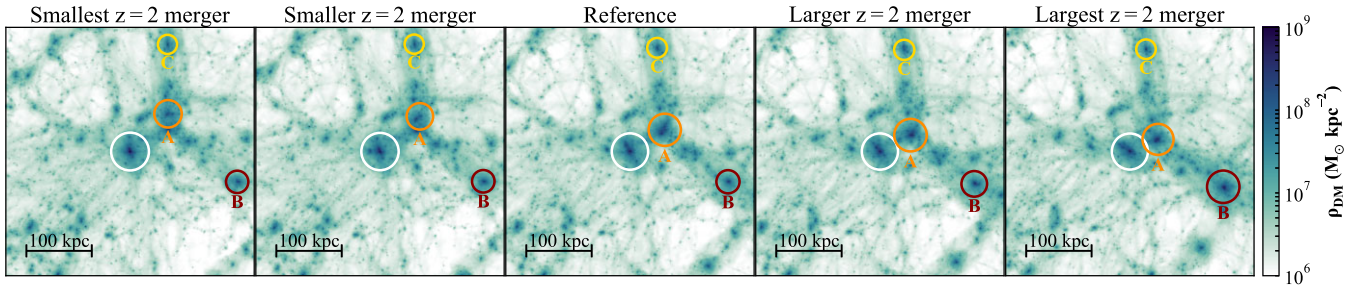 Smallest z = 2 merger
Smaller z = 2 merger
Reference
Larger z = 2 merger
Largest z = 2 merger
C
A
B
100 kpc
C
A
B
100 kpc
C
A
B
100 kpc
C
A
B
100 kpc
C
A
B
100 kpc
10⁹
10⁸
10⁷
10⁶
ρDM (M⊙ kpc⁻²)